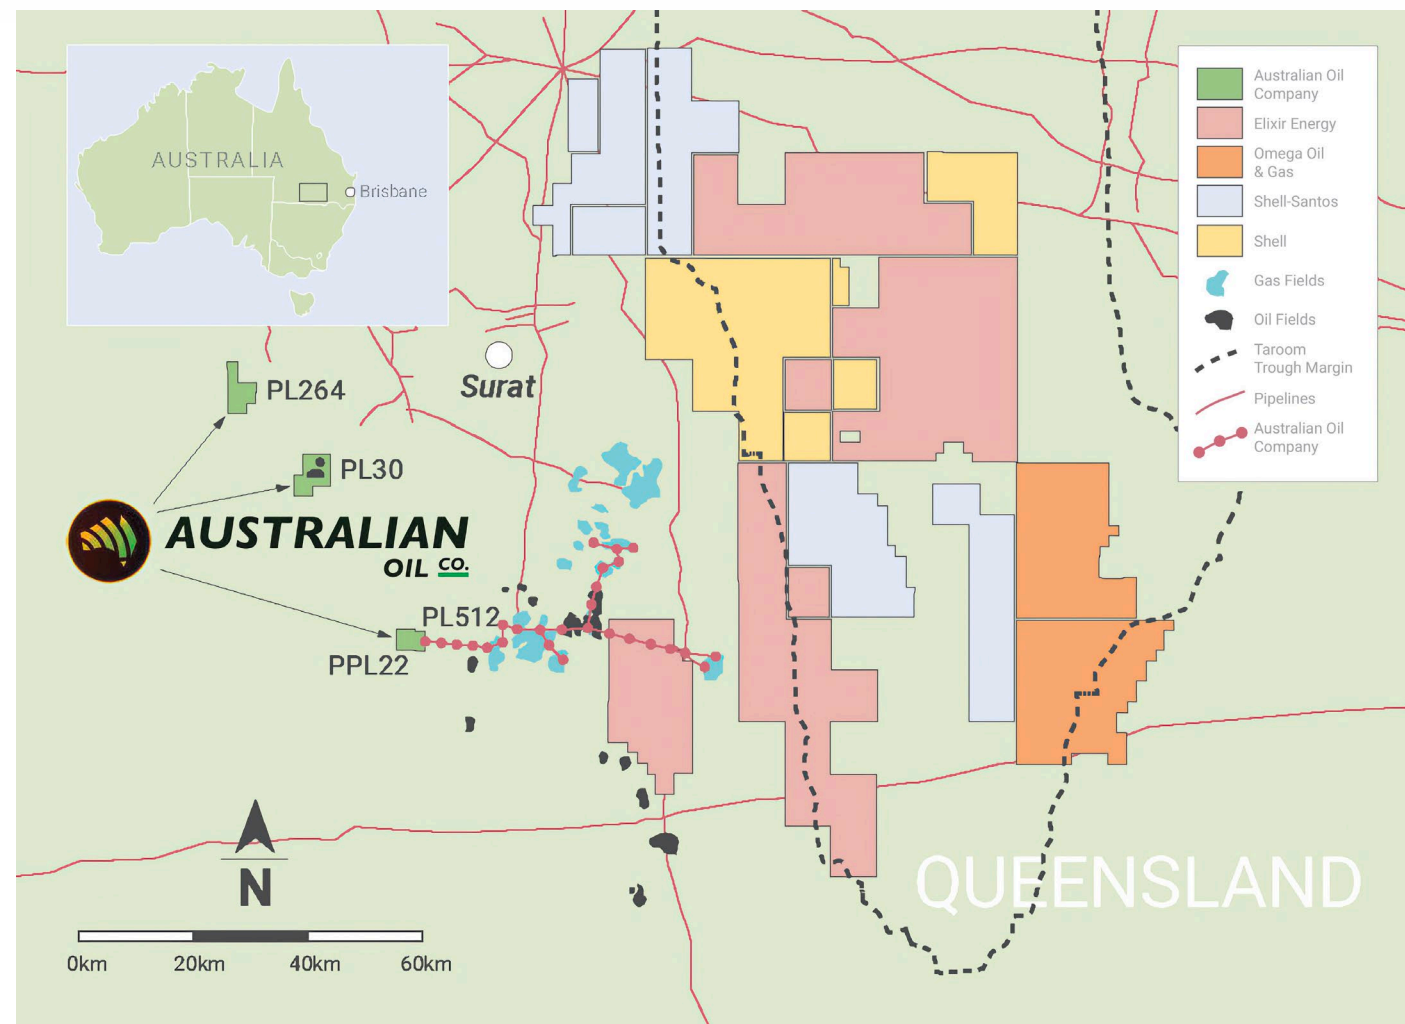 AUSTRALIA
Brisbane
Australian Oil
Company
Elixir Energy
Omega Oil
& Gas
Shell-Santos
Shell
Gas Fields
Oil Fields
Taroom
Trough Margin
Pipelines
Australian Oil
Company
Surat
PL264
PL30
AUSTRALIAN
OIL CO.
PL512
PPL22
QUEENSLAND
N
0km 20km 40km 60km